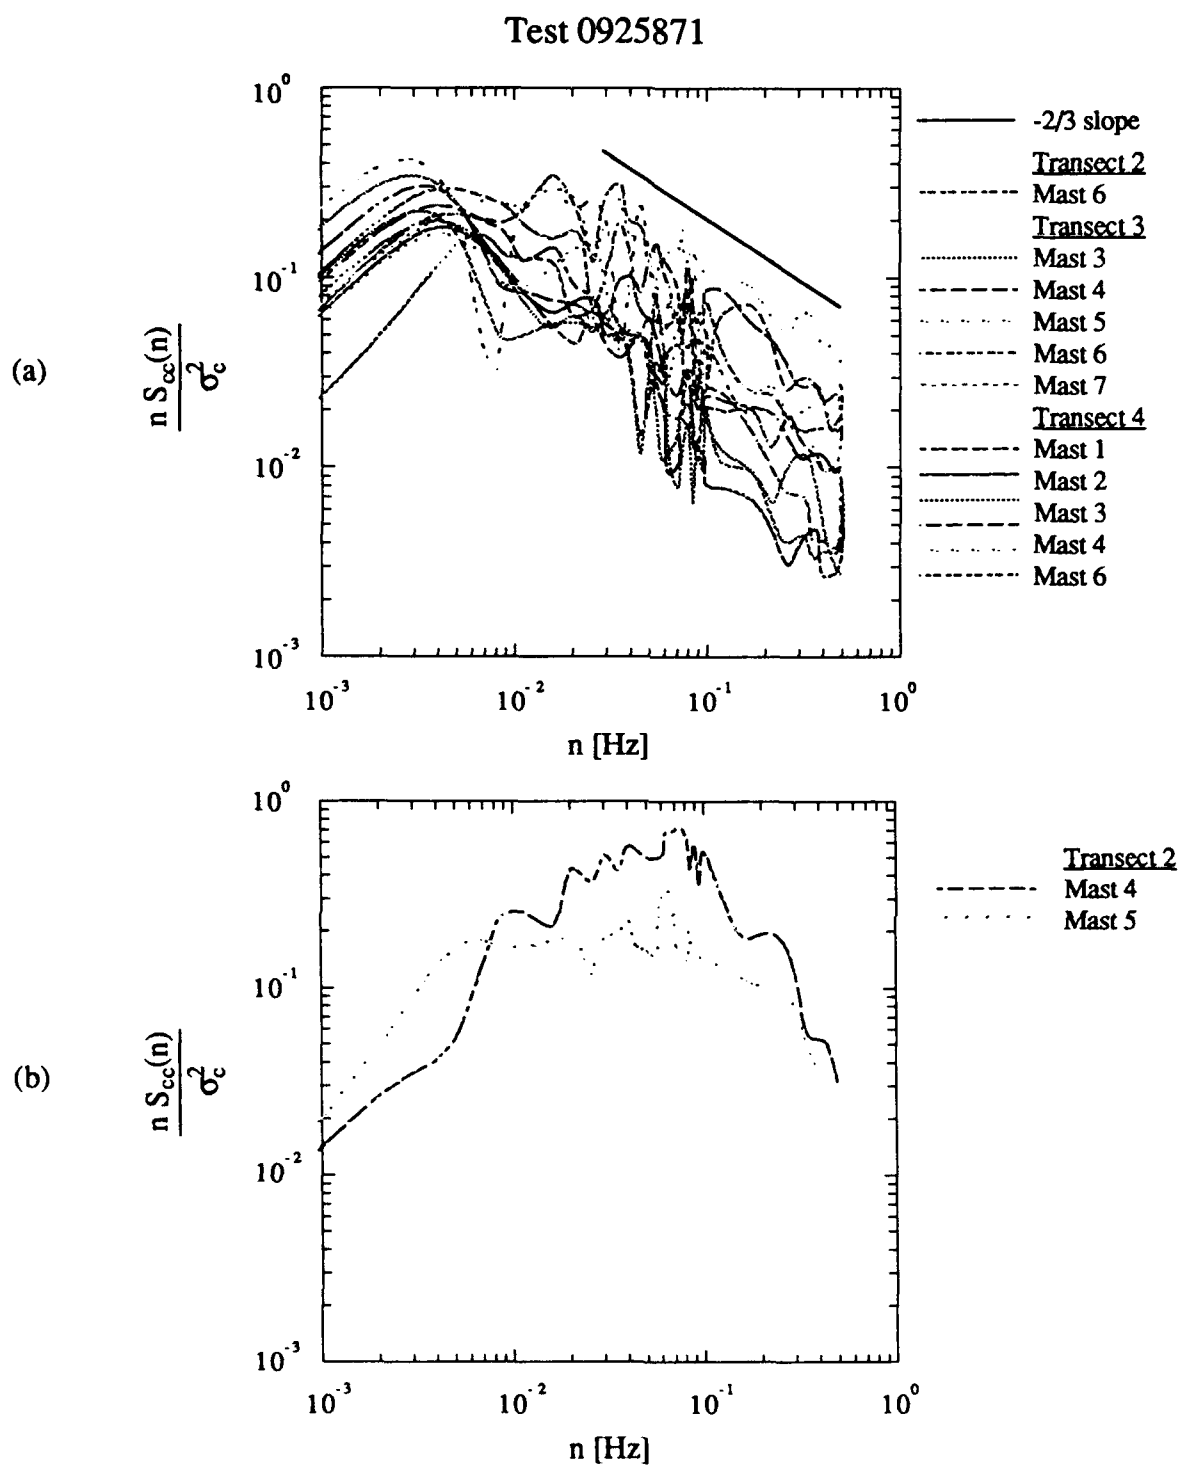 Test 0925871
(a)
n S_cc(n)
σ_c^2
10^0
10^-1
10^-2
10^-3
10^-3 10^-2 10^-1 10^0
n [Hz]
-2/3 slope
Transect 2
Mast 6
Transect 3
Mast 3
Mast 4
Mast 5
Mast 6
Mast 7
Transect 4
Mast 1
Mast 2
Mast 3
Mast 4
Mast 6
(b)
n S_cc(n)
σ_c^2
10^0
10^-1
10^-2
10^-3
10^-3 10^-2 10^-1 10^0
n [Hz]
Transect 2
Mast 4
Mast 5